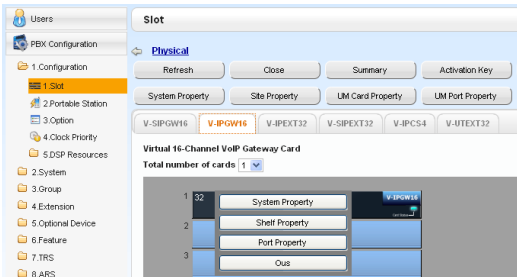 Users
PBX Configuration
1.Configuration
1.Slot
2.Portable Station
3.Option
4.Clock Priority
5.DSP Resources
2.System
3.Group
4.Extension
5.Optional Device
6.Feature
7.TRS
8.ARS
Slot
Physical
Refresh Close Summary Activation Key
System Property Site Property UM Card Property UM Port Property
V-SIPGW16 V-IPGW16 V-IPEXT32 V-SIPEXT32 V-IPCS4 V-UTEXT32
Virtual 16-Channel VoIP Gateway Card
Total number of cards 1
1 32 V-IPGW16
System Property
Shelf Property
2
Port Property
3
Ous